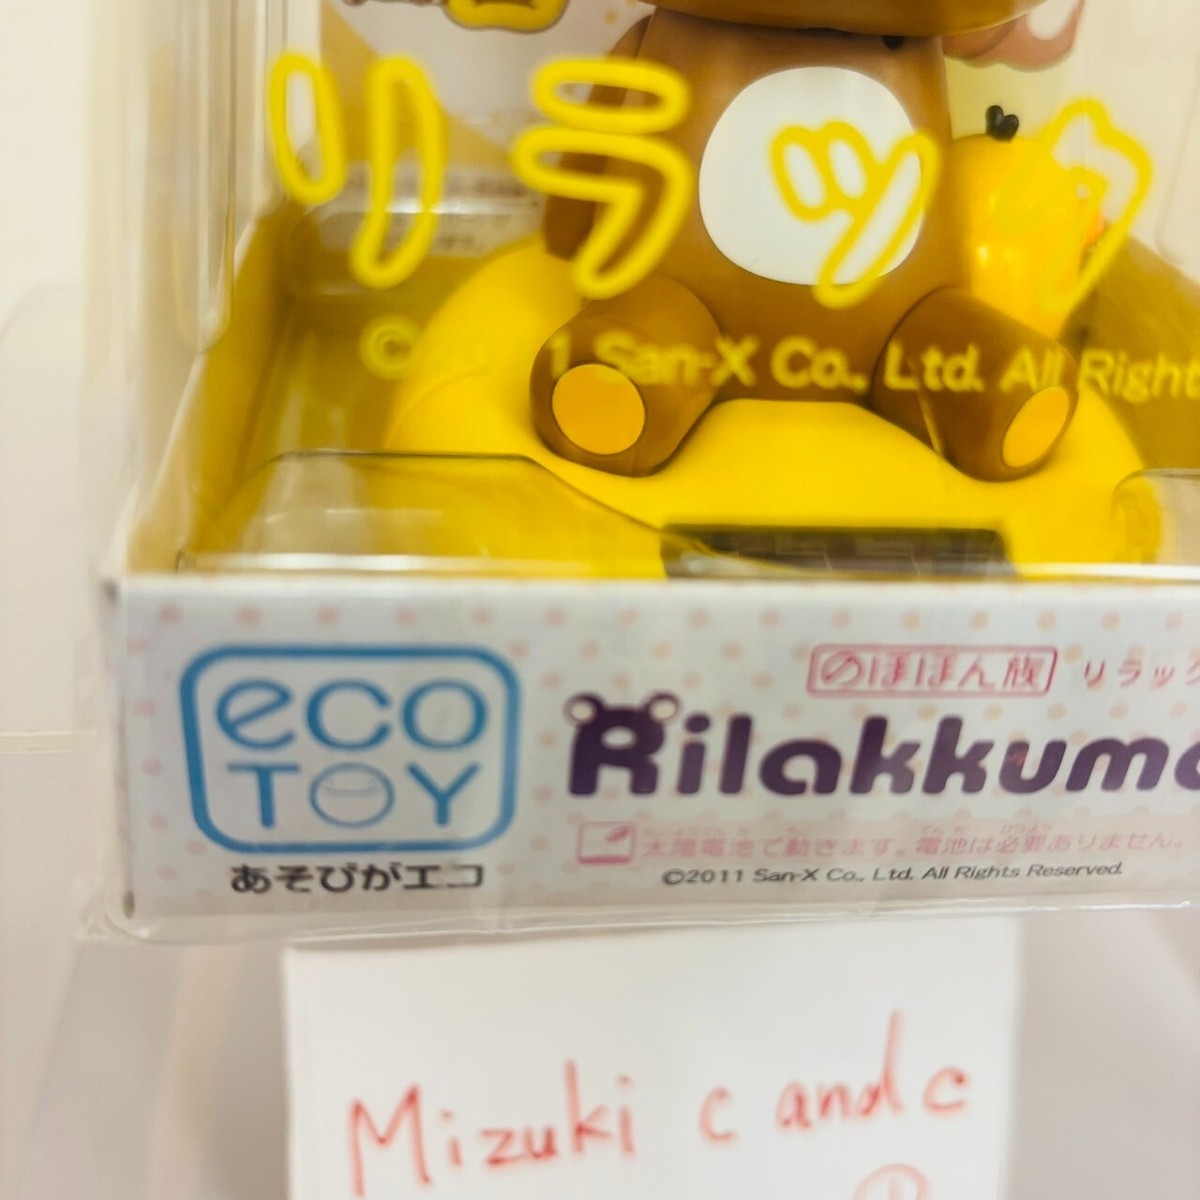 リラック
© 2011 San-X Co., Ltd. All Right
eco
TOY
あそびがエコ
のほほん族 リラック
Rilakkuma
太陽電池で動きます。電池は必要ありません。
©2011 San-X Co., Ltd. All Rights Reserved.
Mizuki c and c